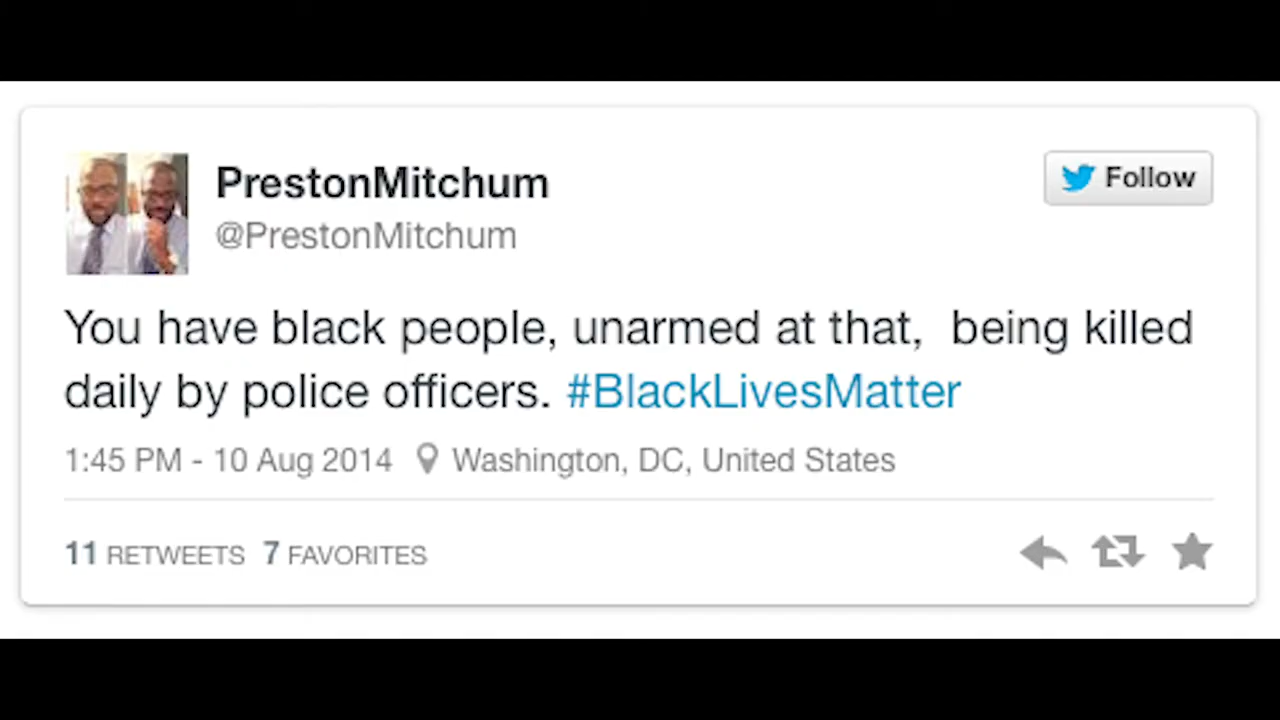 PrestonMitchum
Follow
@PrestonMitchum
You have black people, unarmed at that,  being killed
daily by police officers. #BlackLivesMatter
1:45 PM - 10 Aug 2014 Washington, DC, United States
11 RETWEETS 7 FAVORITES